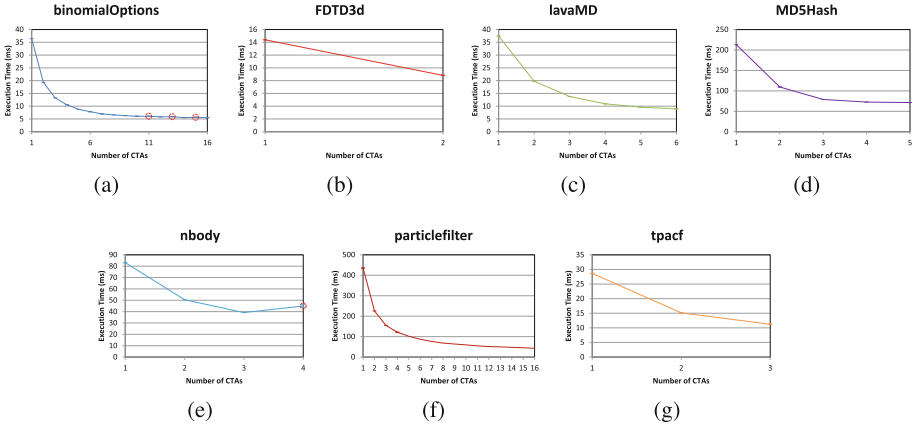 binomialOptions
Execution Time (ms)
40
35
30
25
20
15
10
5
0
1
6
11
16
Number of CTAs
(a)
FDTD3d
Execution Time (ms)
16
14
12
10
8
6
4
2
0
1
2
Number of CTAs
(b)
lavaMD
Execution Time (ms)
40
35
30
25
20
15
10
5
0
1 2 3 4 5 6
Number of CTAs
(c)
MD5Hash
Execution Time (ms)
250
200
150
100
50
0
1 2 3 4 5
Number of CTAs
(d)
nbody
Execution Time (ms)
90
80
70
60
50
40
30
20
10
0
1 2 3 4
Number of CTAs
(e)
particlefilter
Execution Time (ms)
500
400
300
200
100
0
1 2 3 4 5 6 7 8 9 10 11 12 13 14 15 16
Number of CTAs
(f)
tpacf
Execution Time (ms)
35
30
25
20
15
10
5
0
1 2 3
Number of CTAs
(g)